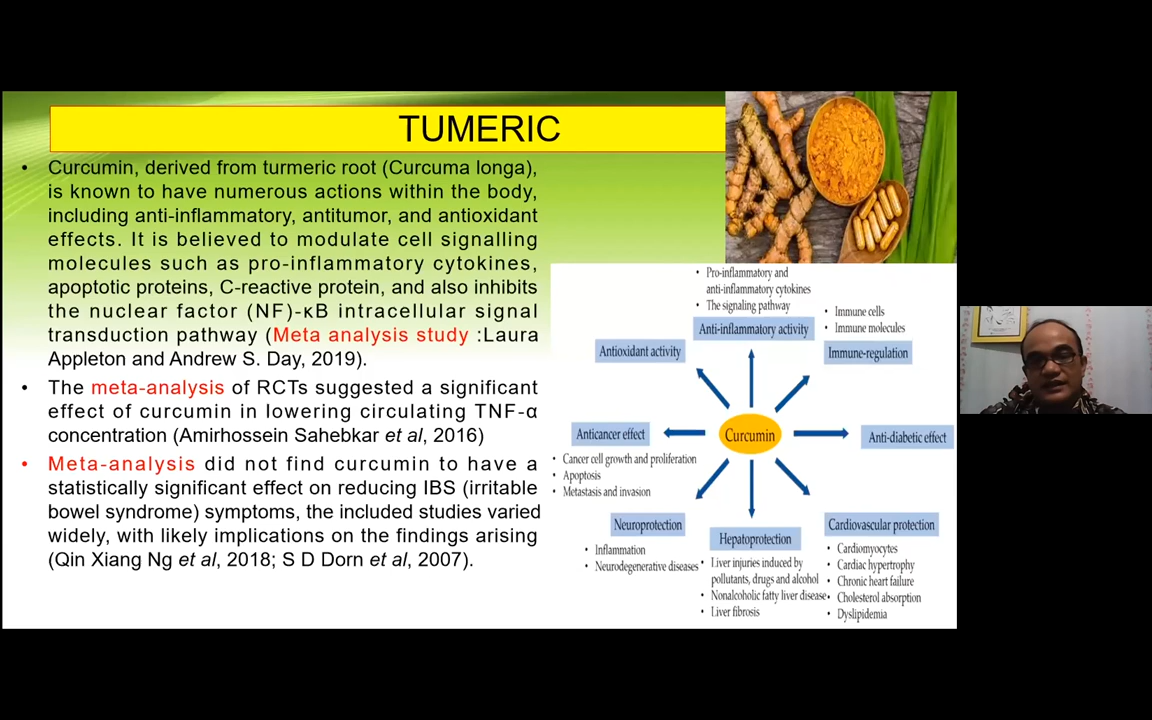 TUMERIC
• Curcumin, derived from turmeric root (Curcuma longa),
is known to have numerous actions within the body,
including anti-inflammatory, antitumor, and antioxidant
effects. It is believed to modulate cell signalling
molecules such as pro-inflammatory cytokines,
apoptotic proteins, C-reactive protein, and also inhibits
the nuclear factor (NF)-κB intracellular signal
transduction pathway (Meta analysis study :Laura
Appleton and Andrew S. Day, 2019).
• The meta-analysis of RCTs suggested a significant
effect of curcumin in lowering circulating TNF-α
concentration (Amirhossein Sahebkar et al, 2016)
• Meta-analysis did not find curcumin to have a
statistically significant effect on reducing IBS (irritable
bowel syndrome) symptoms, the included studies varied
widely, with likely implications on the findings arising
(Qin Xiang Ng et al, 2018; S D Dorn et al, 2007).
• Pro-inflammatory and
anti-inflammatory cytokines
• The signaling pathway
Anti-inflammatory activity
• Immune cells
• Immune molecules
Immune-regulation
Antioxidant activity
Curcumin
Anticancer effect
• Cancer cell growth and proliferation
• Apoptosis
• Metastasis and invasion
Anti-diabetic effect
Neuroprotection
• Inflammation
• Neurodegenerative diseases
Hepatoprotection
• Liver injuries induced by
pollutants, drugs and alcohol
• Nonalcoholic fatty liver disease
• Liver fibrosis
Cardiovascular protection
• Cardiomyocytes
• Cardiac hypertrophy
• Chronic heart failure
• Cholesterol absorption
• Dyslipidemia